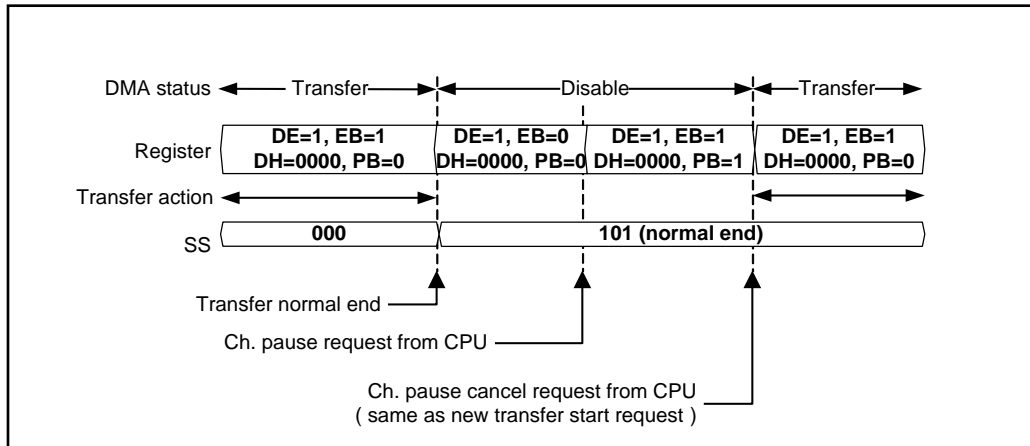 DMA status Transfer Disable Transfer
Register
DE=1, EB=1
DH=0000, PB=0
DE=1, EB=0
DH=0000, PB=0
DE=1, EB=1
DH=0000, PB=1
DE=1, EB=1
DH=0000, PB=0
Transfer action
SS 000 101 (normal end)
Transfer normal end
Ch. pause request from CPU
Ch. pause cancel request from CPU
( same as new transfer start request )